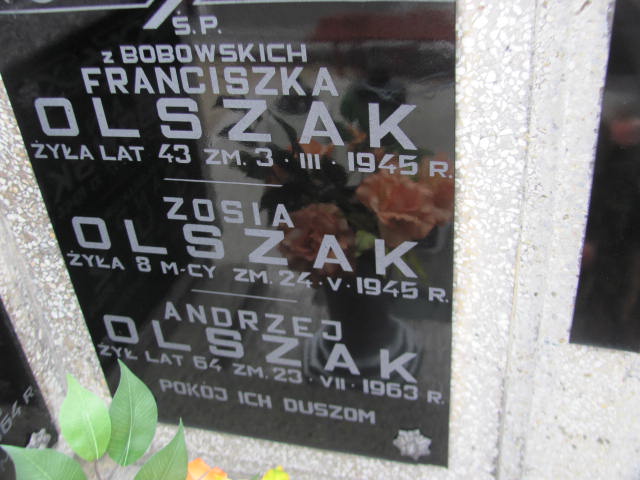 Ś.P.
z BOBOWSKICH
FRANCISZKA
OLSZAK
ŻYŁA LAT 43 ZM. 3 · III · 1945 R.
ZOSIA
OLSZAK
ŻYŁA 8 M-CY ZM. 24 · V · 1945 R.
ANDRZEJ
OLSZAK
ŻYŁ LAT 64 ZM. 23 · VII · 1963 R.
POKÓJ ICH DUSZOM
64 R.